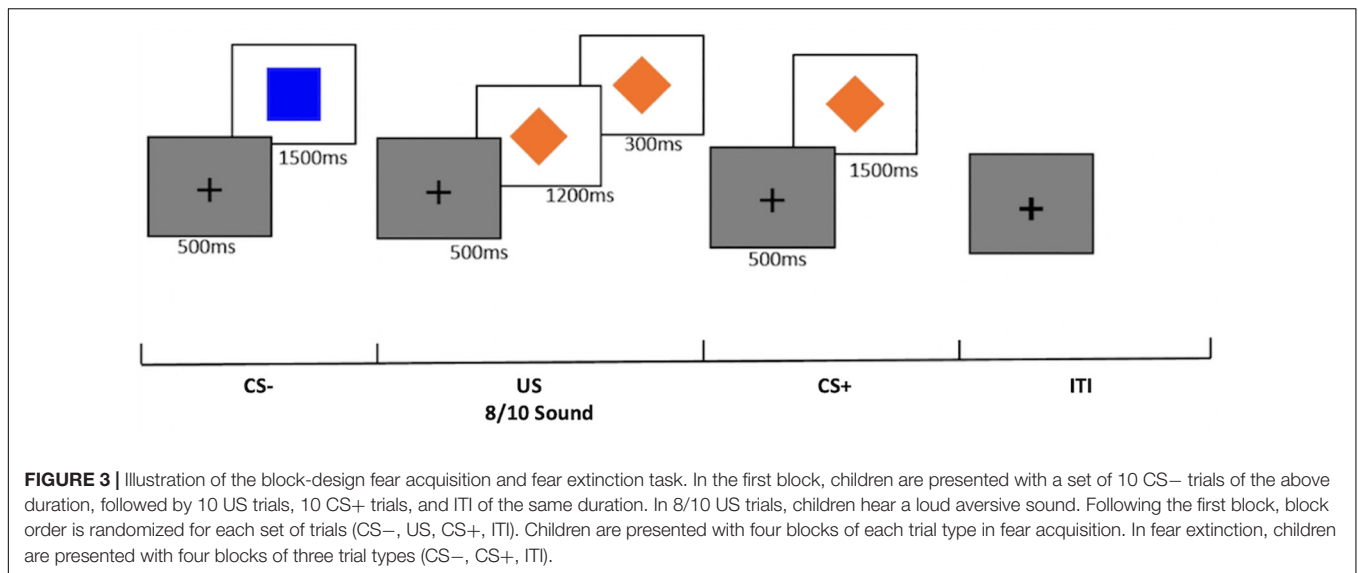 1500ms
500ms
300ms
1200ms
500ms
1500ms
500ms
CS-
US
8/10 Sound
CS+
ITI
FIGURE 3 | Illustration of the block-design fear acquisition and fear extinction task. In the first block, children are presented with a set of 10 CS− trials of the above
duration, followed by 10 US trials, 10 CS+ trials, and ITI of the same duration. In 8/10 US trials, children hear a loud aversive sound. Following the first block, block
order is randomized for each set of trials (CS−, US, CS+, ITI). Children are presented with four blocks of each trial type in fear acquisition. In fear extinction, children
are presented with four blocks of three trial types (CS−, CS+, ITI).